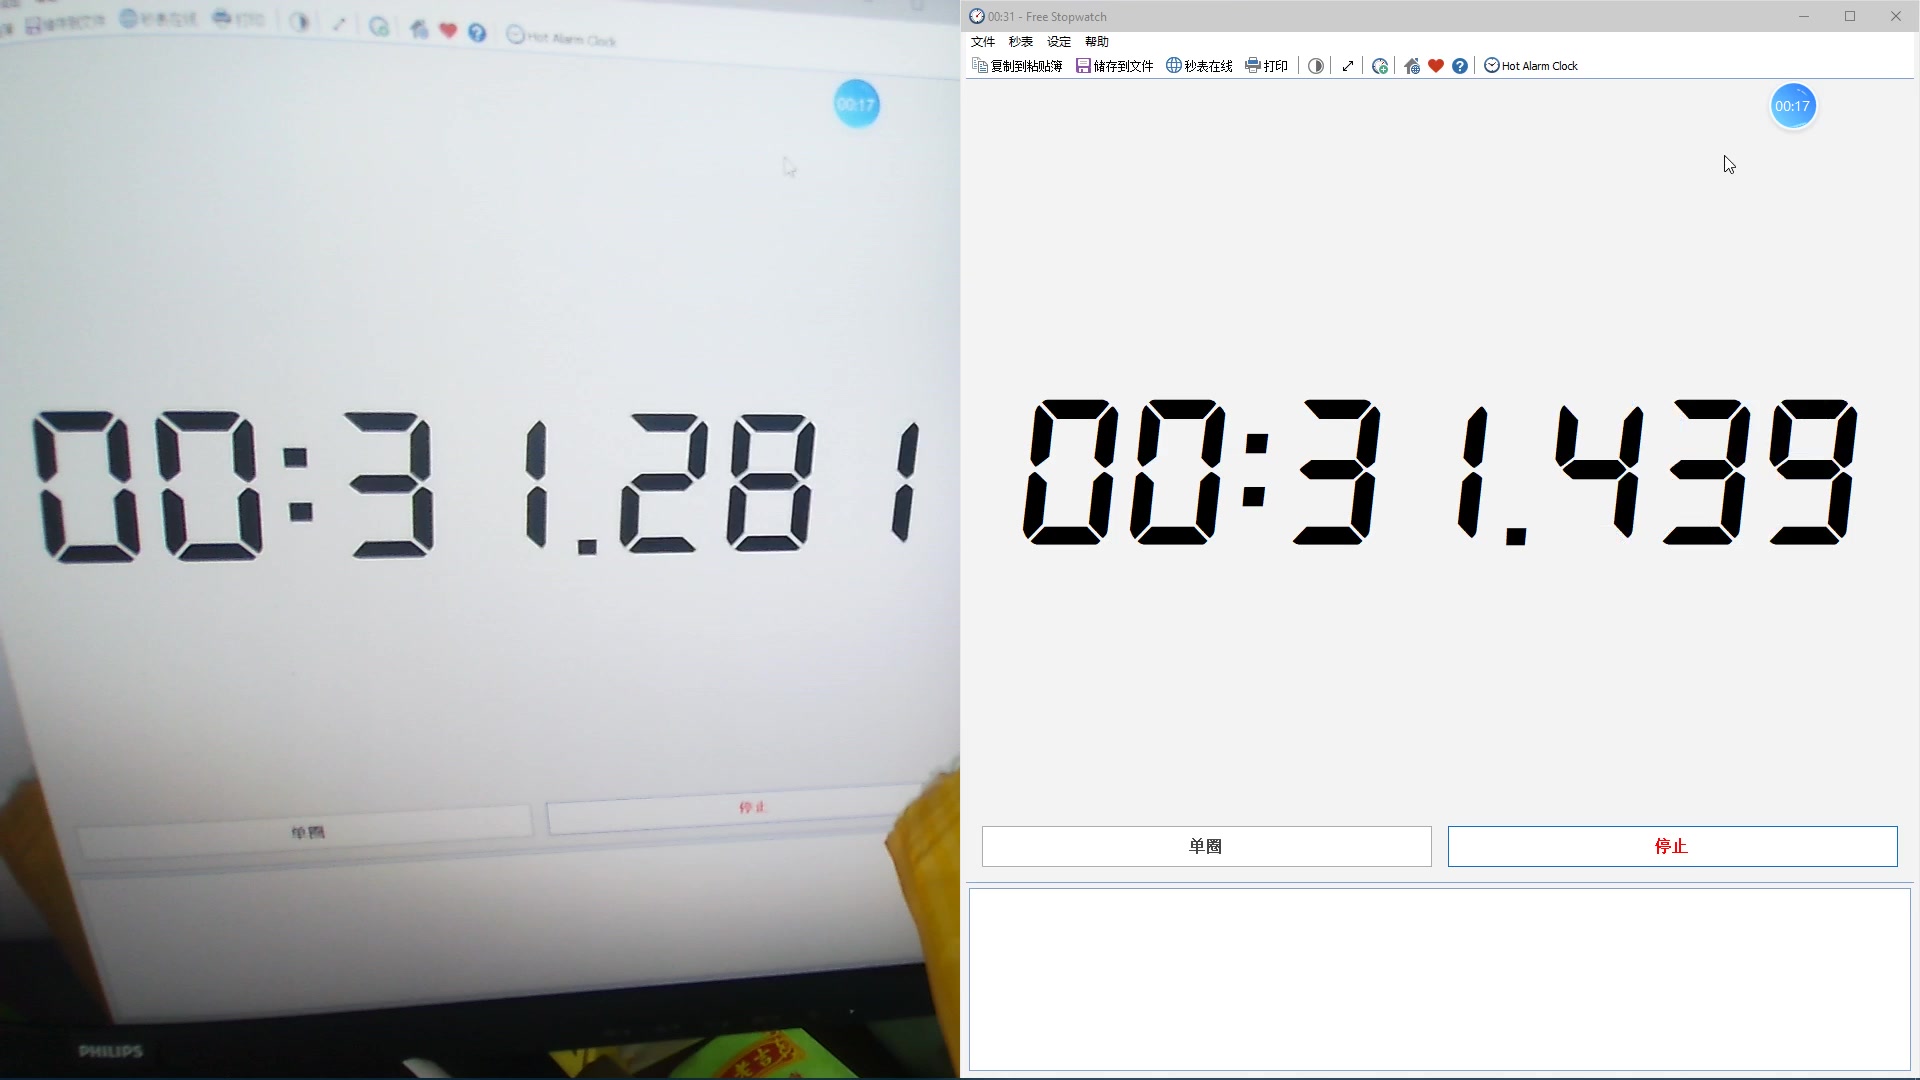 储存到文件 秒表在线 打印 Hot Alarm Clock
00:17
00:31.281
单圈 停止
PHILIPS
老吉
00:31 - Free Stopwatch
文件 秒表 设定 帮助
复制到粘贴簿 储存到文件 秒表在线 打印 Hot Alarm Clock
00:17
00:31.439
单圈 停止